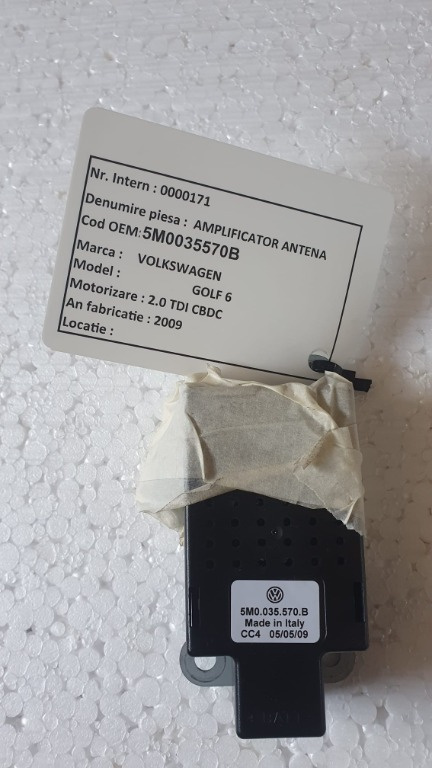 Nr. Intern : 0000171
Denumire piesa : AMPLIFICATOR ANTENA
Cod OEM: 5M0035570B
Marca : VOLKSWAGEN
Model : GOLF 6
Motorizare : 2.0 TDI CBDC
An fabricatie : 2009
Locatie :
5M0.035.570.B
Made in Italy
CC4 05/05/09